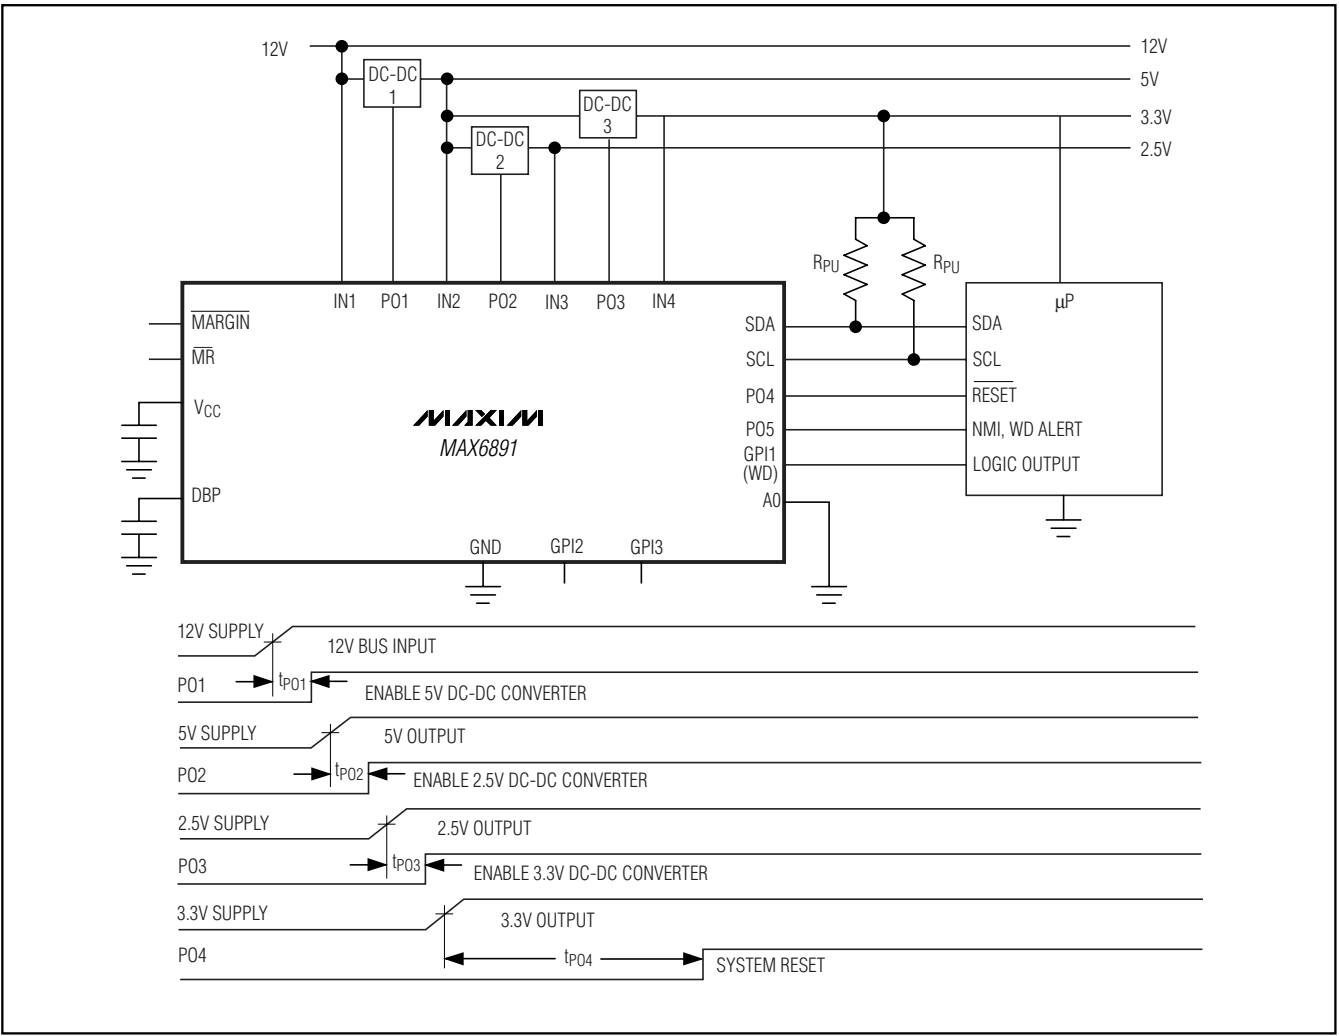 12V
12V
DC-DC
1
5V
DC-DC
3
3.3V
DC-DC
2
2.5V
RPU
RPU
IN1 PO1 IN2 PO2 IN3 PO3 IN4
μP
MARGIN
SDA
SDA
MR
SCL
SCL
VCC
PO4
RESET
MAXIM
MAX6891
PO5
NMI, WD ALERT
GPI1
(WD)
LOGIC OUTPUT
DBP
A0
GND
GPI2
GPI3
12V SUPPLY
12V BUS INPUT
PO1
tPO1
ENABLE 5V DC-DC CONVERTER
5V SUPPLY
5V OUTPUT
PO2
tPO2
ENABLE 2.5V DC-DC CONVERTER
2.5V SUPPLY
2.5V OUTPUT
PO3
tPO3
ENABLE 3.3V DC-DC CONVERTER
3.3V SUPPLY
3.3V OUTPUT
PO4
tPO4
SYSTEM RESET